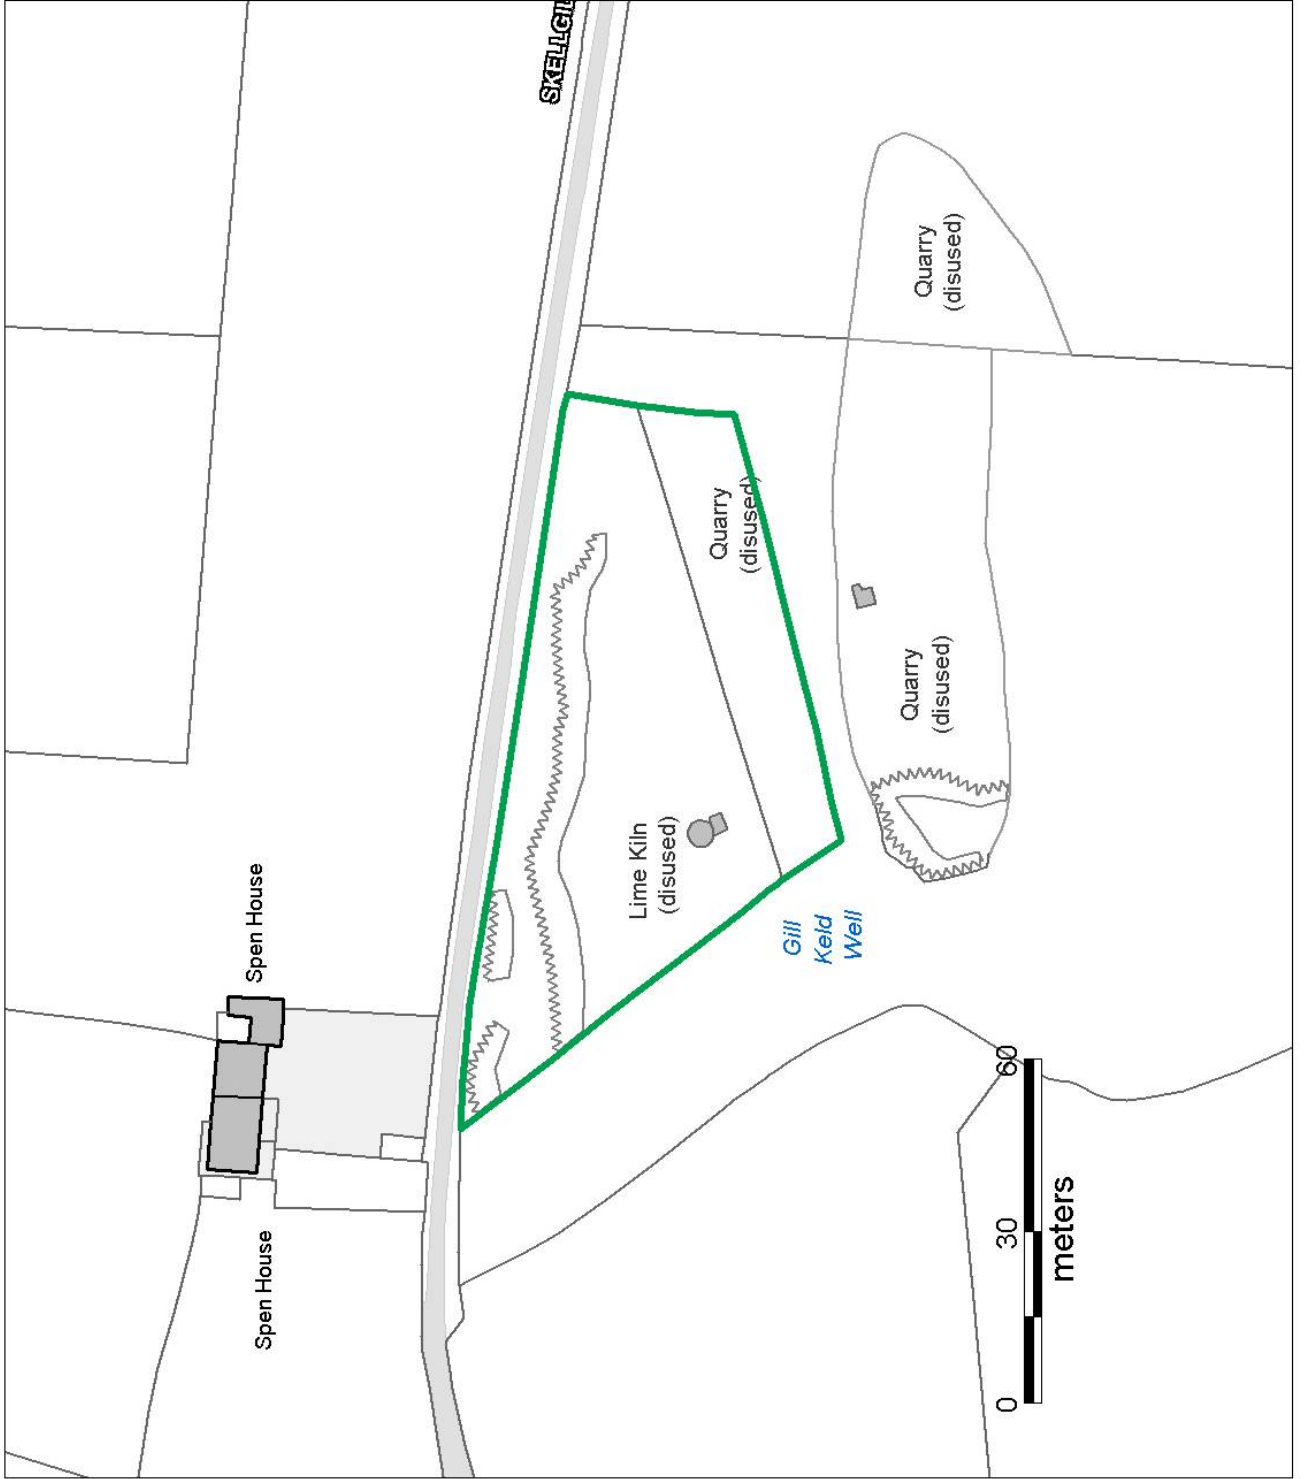 Spen House
Spen House
SKELLGIL
Lime Kiln
(disused)
Quarry
(disused)
Gill
Keld
Well
Quarry
(disused)
Quarry
(disused)
0 30 60
meters